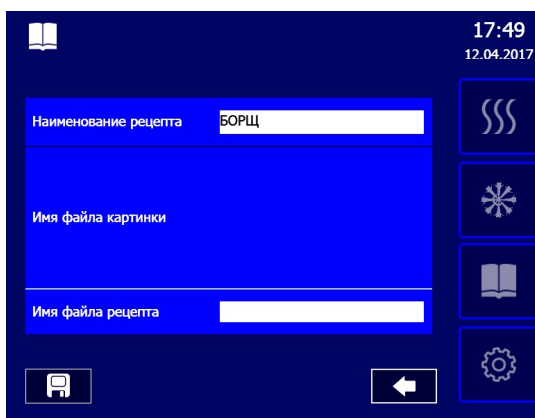 17:49
12.04.2017
Наименование рецепта БОРЩ
Имя файла картинки
Имя файла рецепта